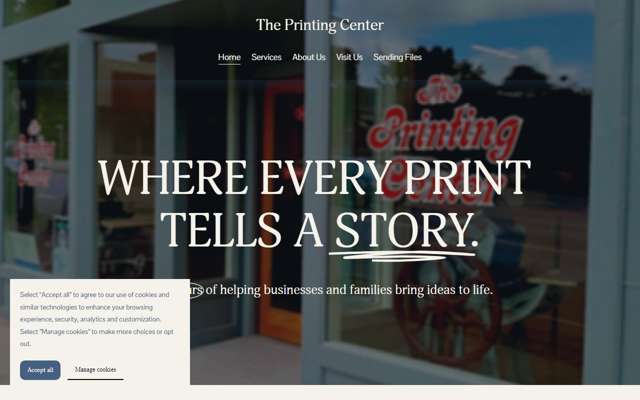 The Printing Center
Home Services About Us Visit Us Sending Files
The
Printing
Center
WHERE EVERY PRINT
TELLS A STORY.
of helping businesses and families bring ideas to life.
Select "Accept all" to agree to our use of cookies and
similar technologies to enhance your browsing
experience, security, analytics and customization.
Select "Manage cookies" to make more choices or opt
out.
Accept all Manage cookies